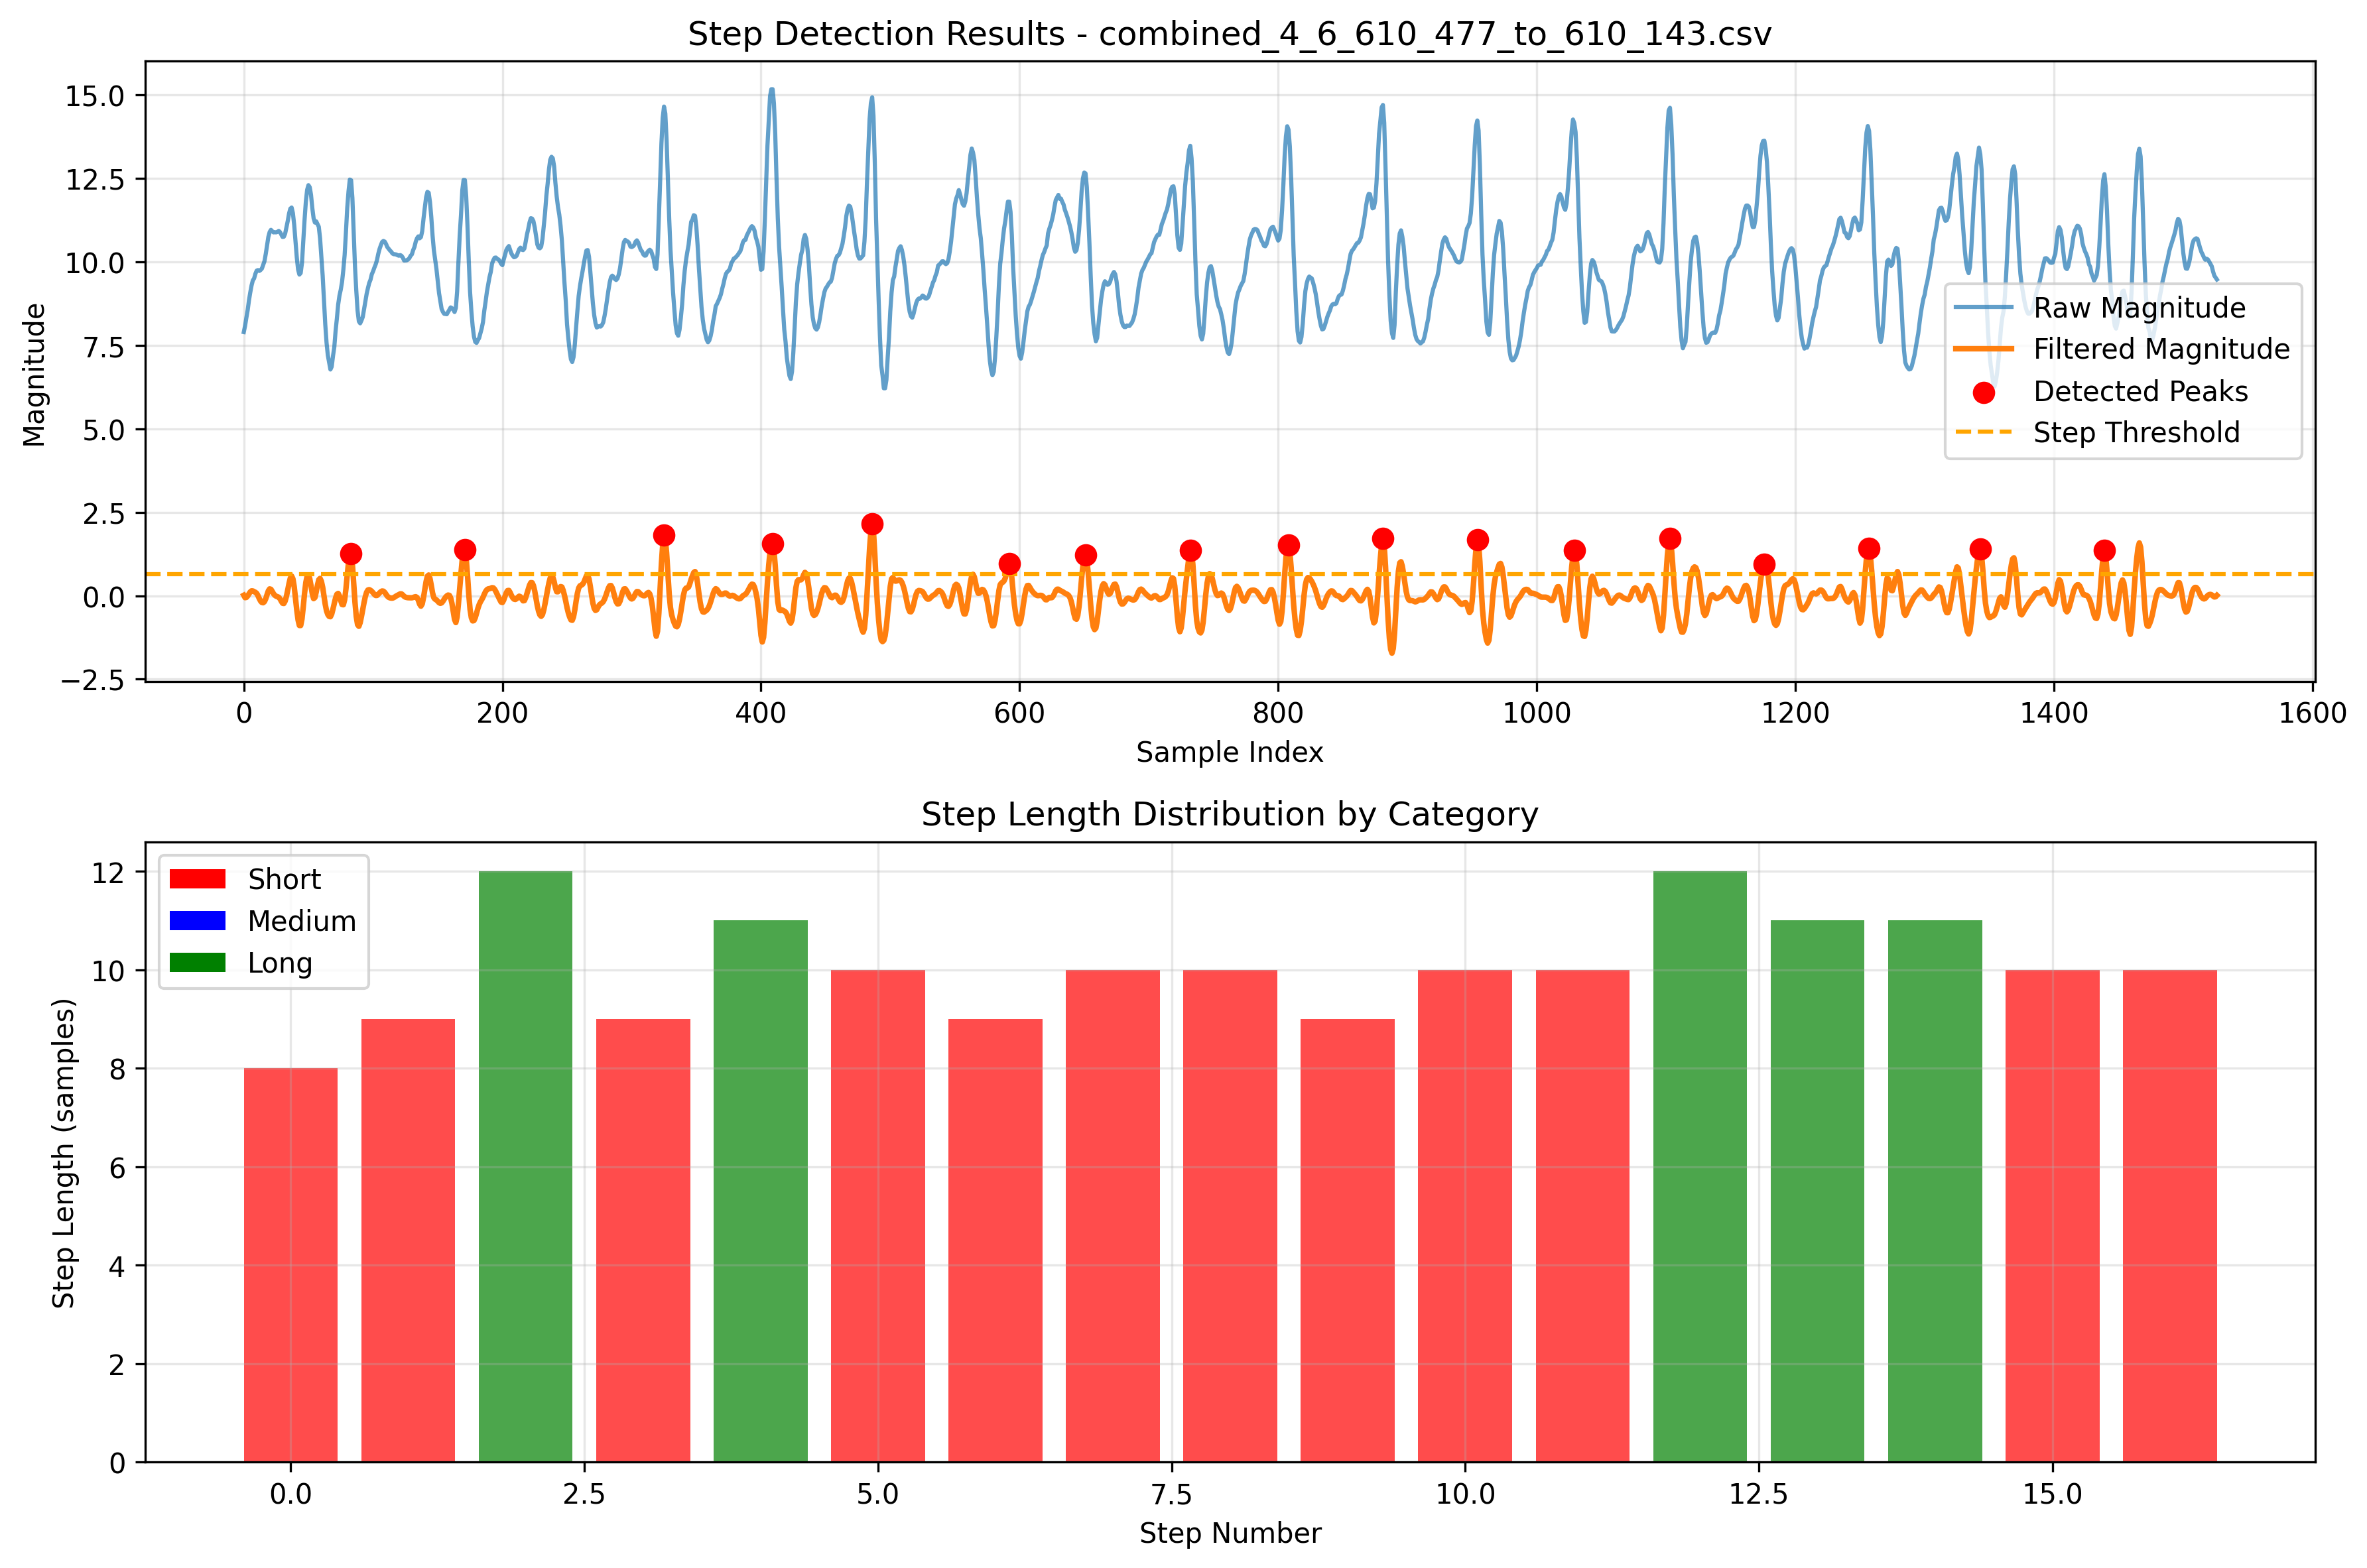 Step Detection Results - combined_4_6_610_477_to_610_143.csv
Magnitude
15.0
12.5
10.0
7.5
5.0
2.5
0.0
−2.5
Raw Magnitude
Filtered Magnitude
Detected Peaks
Step Threshold
0 200 400 600 800 1000 1200 1400 1600
Sample Index
Step Length Distribution by Category
Step Length (samples)
12
10
8
6
4
2
0
Short
Medium
Long
0.0 2.5 5.0 7.5 10.0 12.5 15.0
Step Number